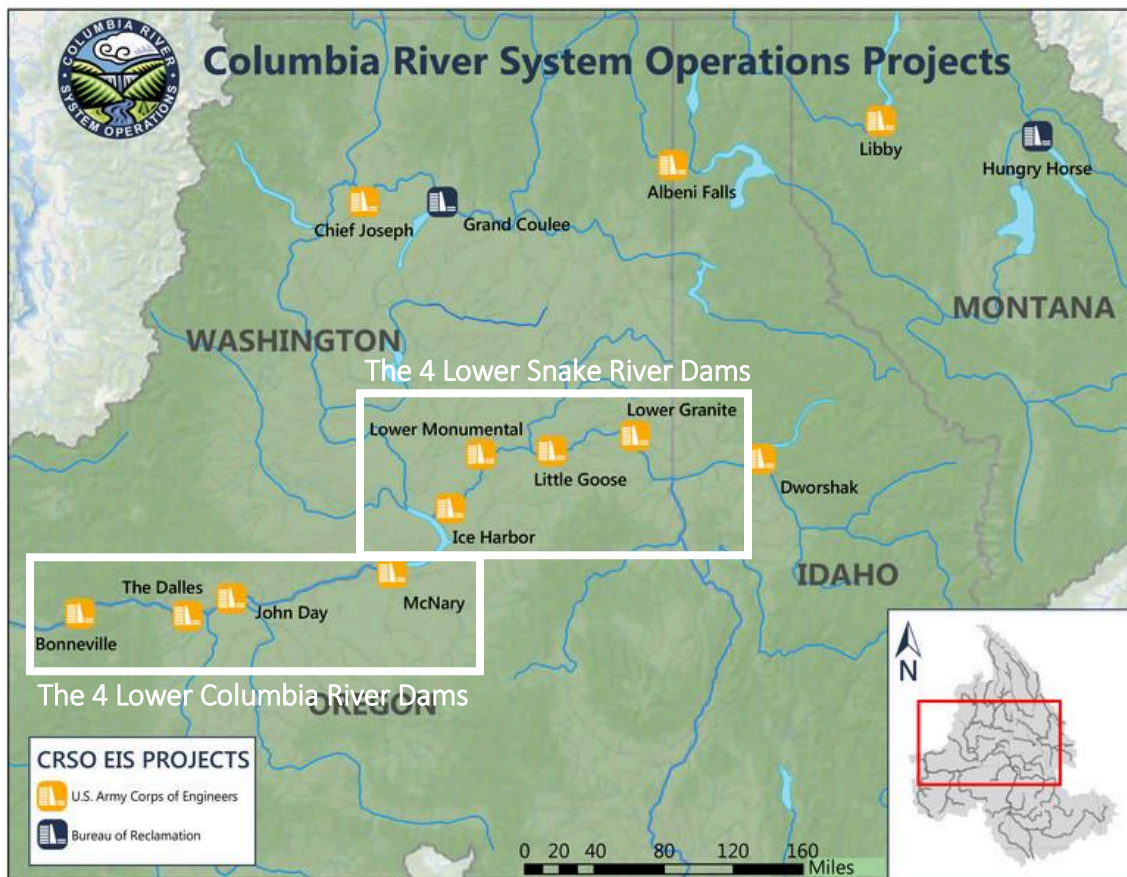 COLUMBIA RIVER
SYSTEM OPERATIONS
Columbia River System Operations Projects
Libby
Hungry Horse
Albeni Falls
Chief Joseph
Grand Coulee
MONTANA
WASHINGTON
The 4 Lower Snake River Dams
Lower Granite
Lower Monumental
Little Goose
Dworshak
Ice Harbor
IDAHO
The Dalles
McNary
John Day
Bonneville
The 4 Lower Columbia River Dams
OREGON
N
CRSO EIS PROJECTS
U.S. Army Corps of Engineers
Bureau of Reclamation
0 10 20 40 80 120 160
Miles